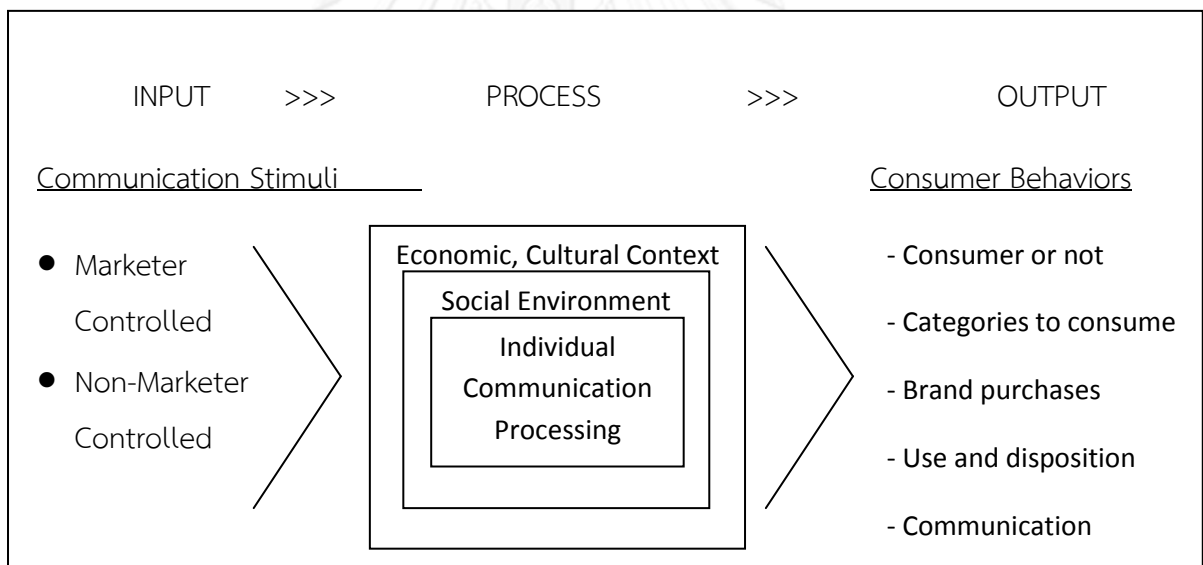 INPUT >>> PROCESS >>> OUTPUT
Communication Stimuli
Consumer Behaviors
● Marketer
Controlled
● Non-Marketer
Controlled
Economic, Cultural Context
Social Environment
Individual
Communication
Processing
- Consumer or not
- Categories to consume
- Brand purchases
- Use and disposition
- Communication